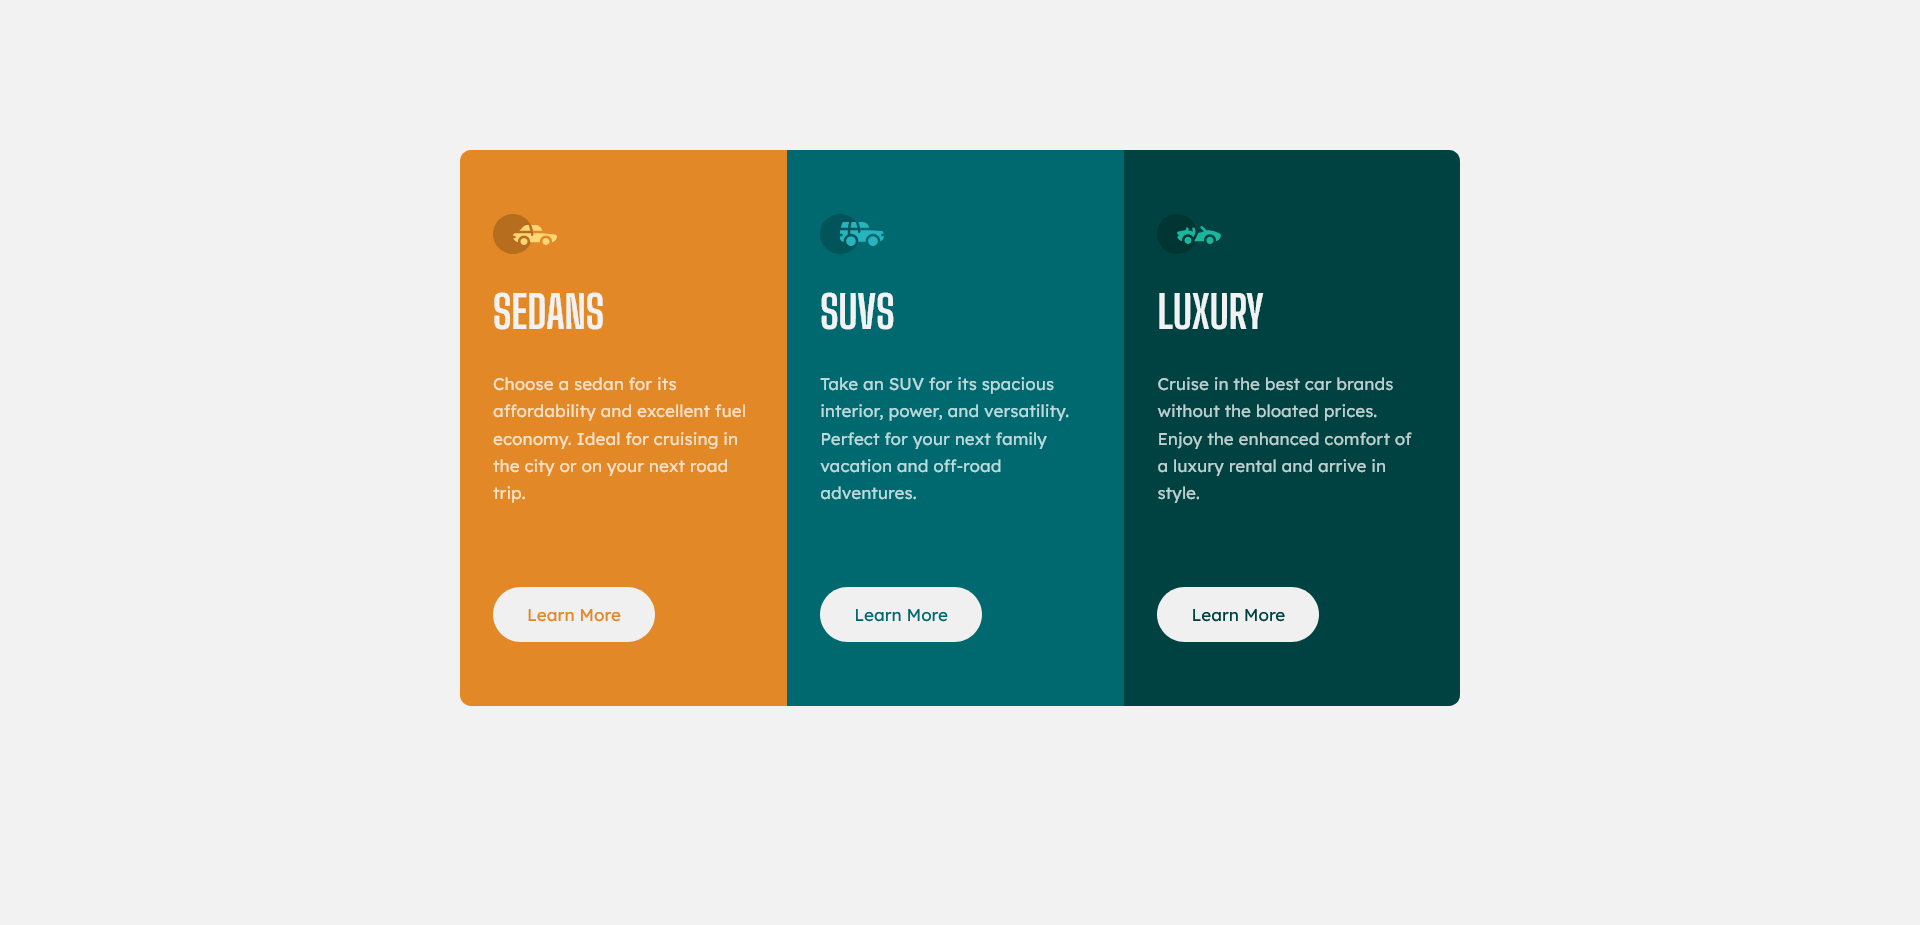 SEDANS
Choose a sedan for its
affordability and excellent fuel
economy. Ideal for cruising in
the city or on your next road
trip.
Learn More
SUVS
Take an SUV for its spacious
interior, power, and versatility.
Perfect for your next family
vacation and off-road
adventures.
Learn More
LUXURY
Cruise in the best car brands
without the bloated prices.
Enjoy the enhanced comfort of
a luxury rental and arrive in
style.
Learn More